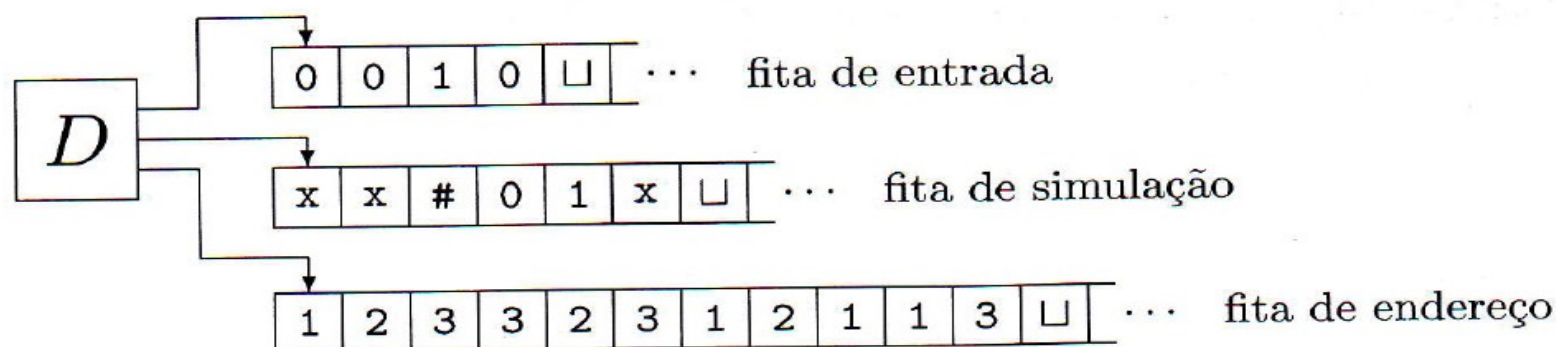 0 0 1 0 ⊔ ··· fita de entrada
D
x x # 0 1 x ⊔ ··· fita de simulação
1 2 3 3 2 3 1 2 1 1 3 ⊔ ··· fita de endereço